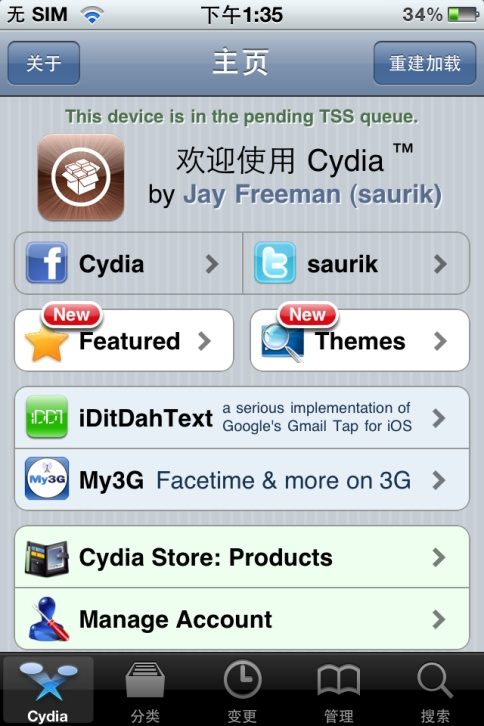 无 SIM 下午1:35 34%
关于 主页 重建加载
This device is in the pending TSS queue.
欢迎使用 Cydia ™
by Jay Freeman (saurik)
Cydia saurik
New New
Featured Themes
iDDT iDitDahText a serious implementation of
Google's Gmail Tap for iOS
My3G My3G Facetime & more on 3G
Cydia Store: Products
Manage Account
Cydia 分类 变更 管理 搜索